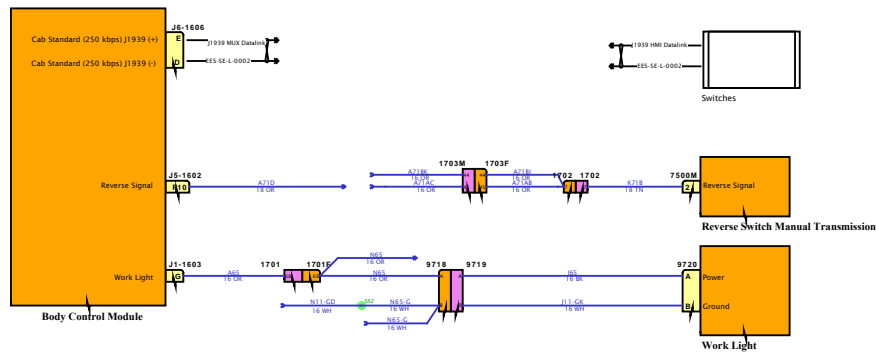 J6-1606
Cab Standard (250 kbps) J1939 (+)
E
J1939 MUX Datalink
J1939 HMI Datalink
Cab Standard (250 kbps) J1939 (-)
D
EES-SE-L-0002
EES-SE-L-0002
Switches
1703M
1703F
J5-1602
A71BK
16 OR
A71BJ
16 OR
1702
1702
7500M
Reverse Signal
A71D
18 OR
A71AC
16 OR
44
44
A71AB
16 OR
K71B
18 TN
2
Reverse Signal
Reverse Switch Manual Transmission
J1-1603
1701
1701F
N65
16 OR
9718
9719
9720
Work Light
G
A65
16 OR
68
N65
16 OR
A
A
J65
16 BK
A
Power
N11-GD
16 WH
S52
N65-G
16 WH
J11-GK
16 WH
B
Ground
N65-G
16 WH
Body Control Module
Work Light